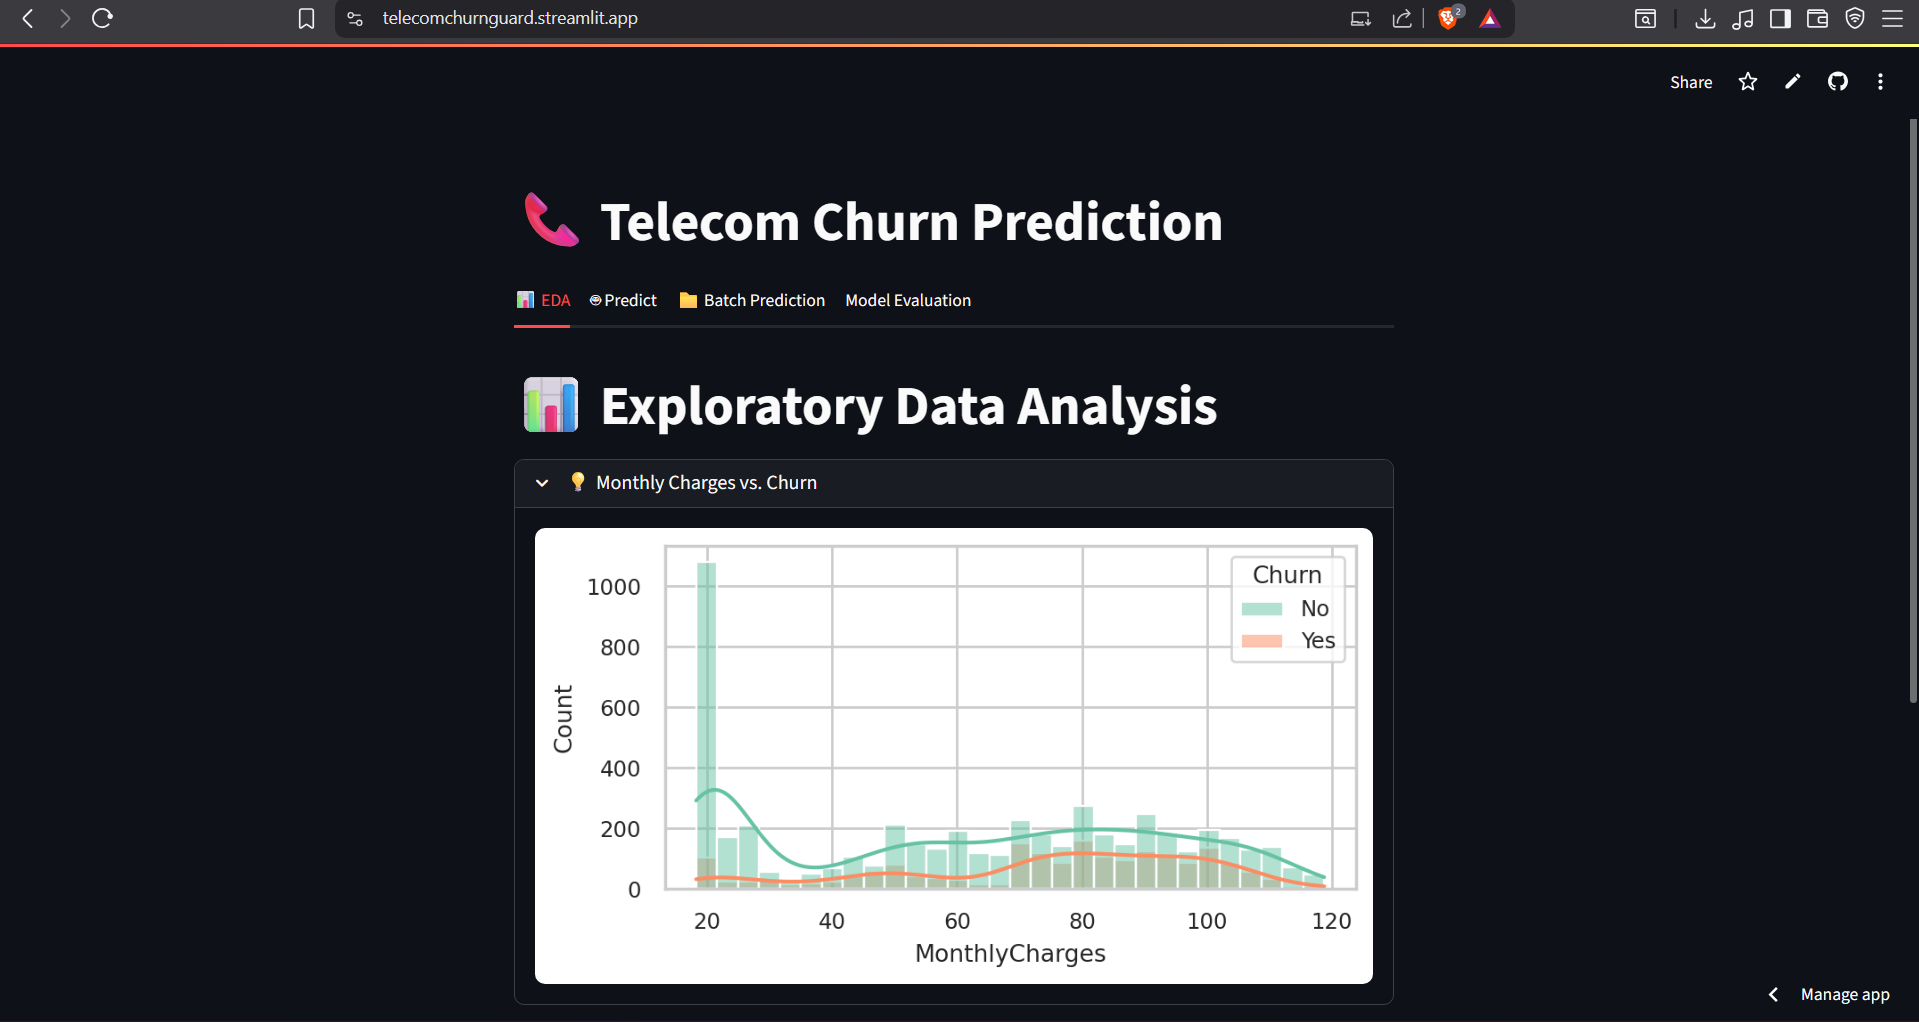 telecomchurnguard.streamlit.app
2
Share
Telecom Churn Prediction
EDA Predict Batch Prediction Model Evaluation
Exploratory Data Analysis
Monthly Charges vs. Churn
Churn
No
Yes
Count
1000
800
600
400
200
0
20 40 60 80 100 120
MonthlyCharges
Manage app